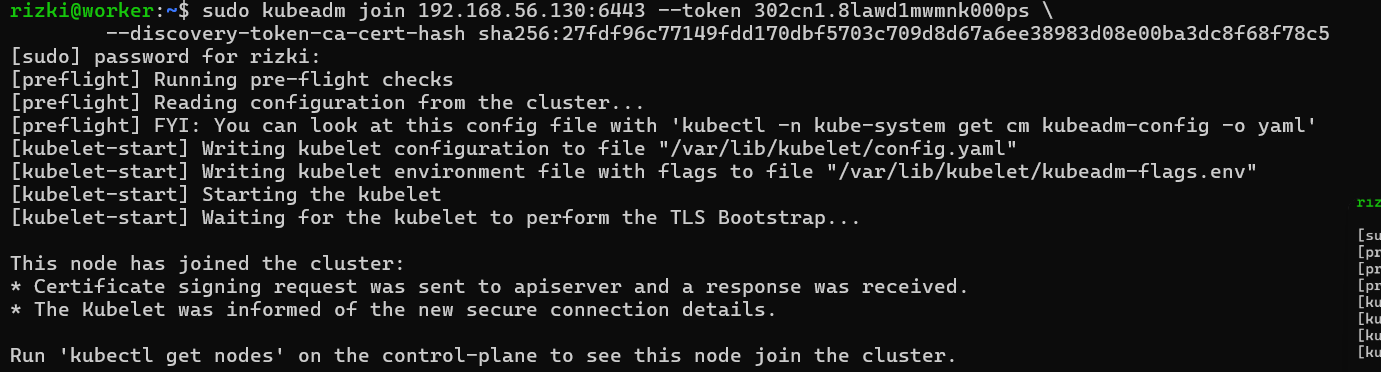 rizki@worker:~$ sudo kubeadm join 192.168.56.130:6443 --token 302cn1.8lawd1mwmnk000ps \
        --discovery-token-ca-cert-hash sha256:27fdf96c77149fdd170dbf5703c709d8d67a6ee38983d08e00ba3dc8f68f78c5
[sudo] password for rizki:
[preflight] Running pre-flight checks
[preflight] Reading configuration from the cluster...
[preflight] FYI: You can look at this config file with 'kubectl -n kube-system get cm kubeadm-config -o yaml'
[kubelet-start] Writing kubelet configuration to file "/var/lib/kubelet/config.yaml"
[kubelet-start] Writing kubelet environment file with flags to file "/var/lib/kubelet/kubeadm-flags.env"
[kubelet-start] Starting the kubelet
[kubelet-start] Waiting for the kubelet to perform the TLS Bootstrap...

This node has joined the cluster:
* Certificate signing request was sent to apiserver and a response was received.
* The Kubelet was informed of the new secure connection details.

Run 'kubectl get nodes' on the control-plane to see this node join the cluster.
riz
[su
[pr
[pr
[pr
[ku
[ku
[ku
[ku